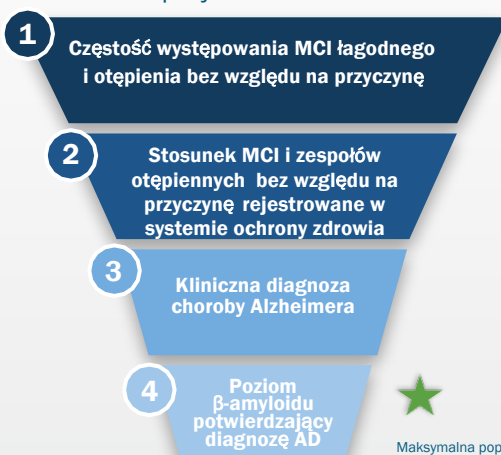 1
Częstość występowania MCI łagodnego
i otępienia bez względu na przyczynę
2
Stosunek MCI i zespołów
otępiennych bez względu na
przyczynę rejestrowane w
systemie ochrony zdrowia
3
Kliniczna diagnoza
choroby Alzheimera
4
Poziom
β-amyloidu
potwierdzający
diagnozę AD
Maksymalna pop